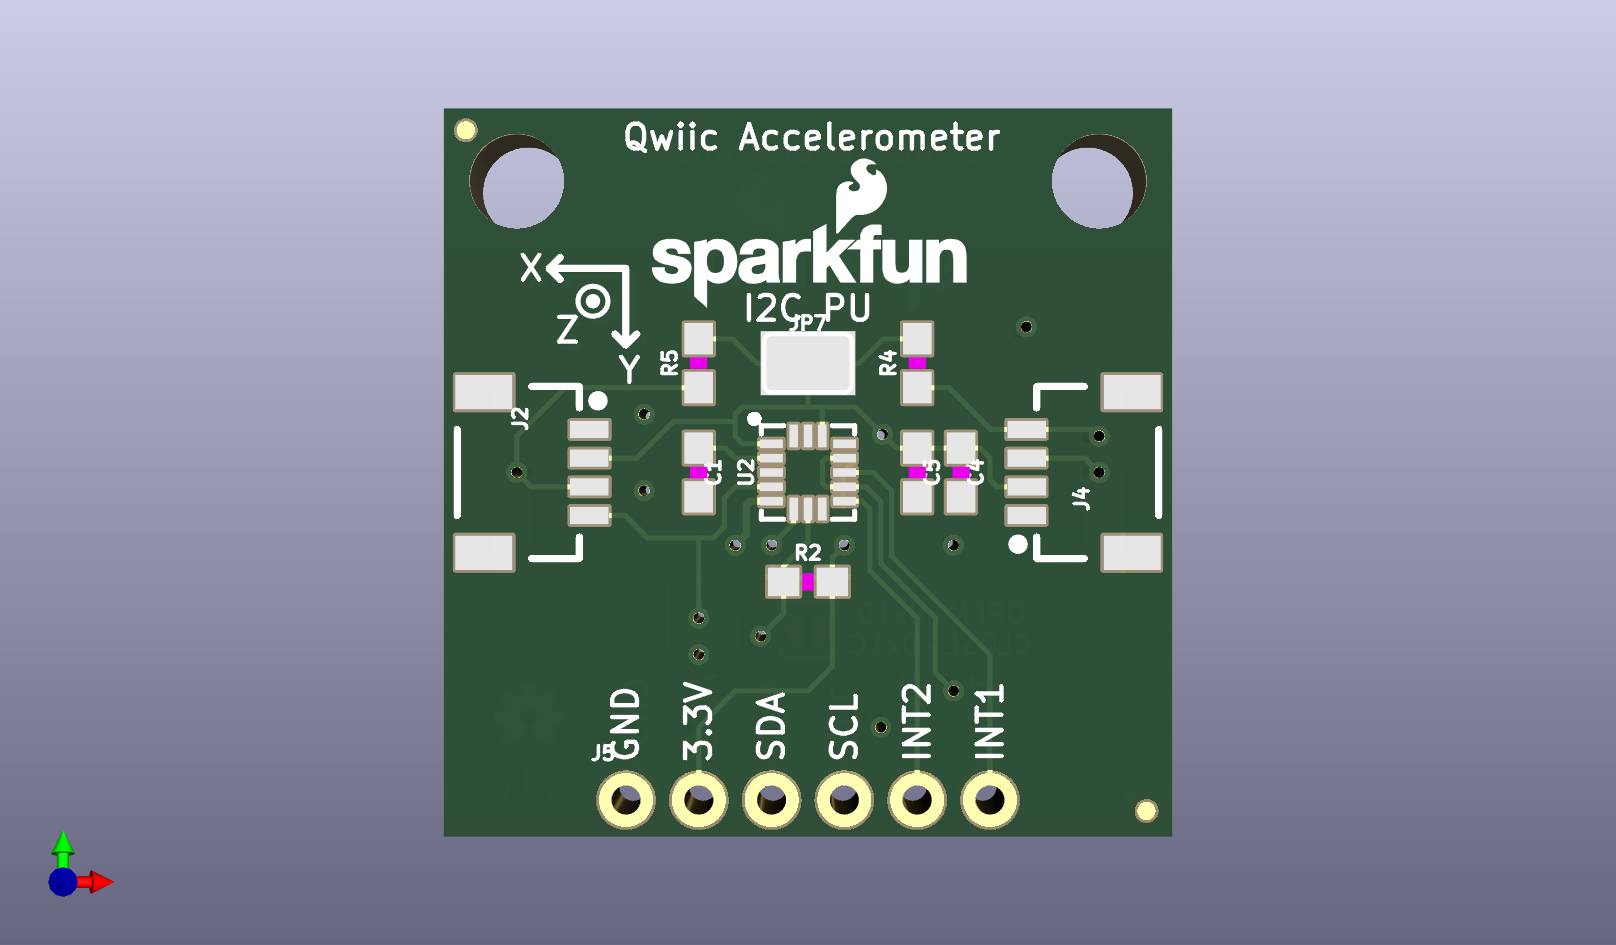 Qwiic Accelerometer
sparkfun
I2C PU
JP7
X
Z
Y
R5
R4
J2
C1
U2
C5
C4
J4
R2
J5
GND
3.3V
SDA
SCL
INT2
INT1